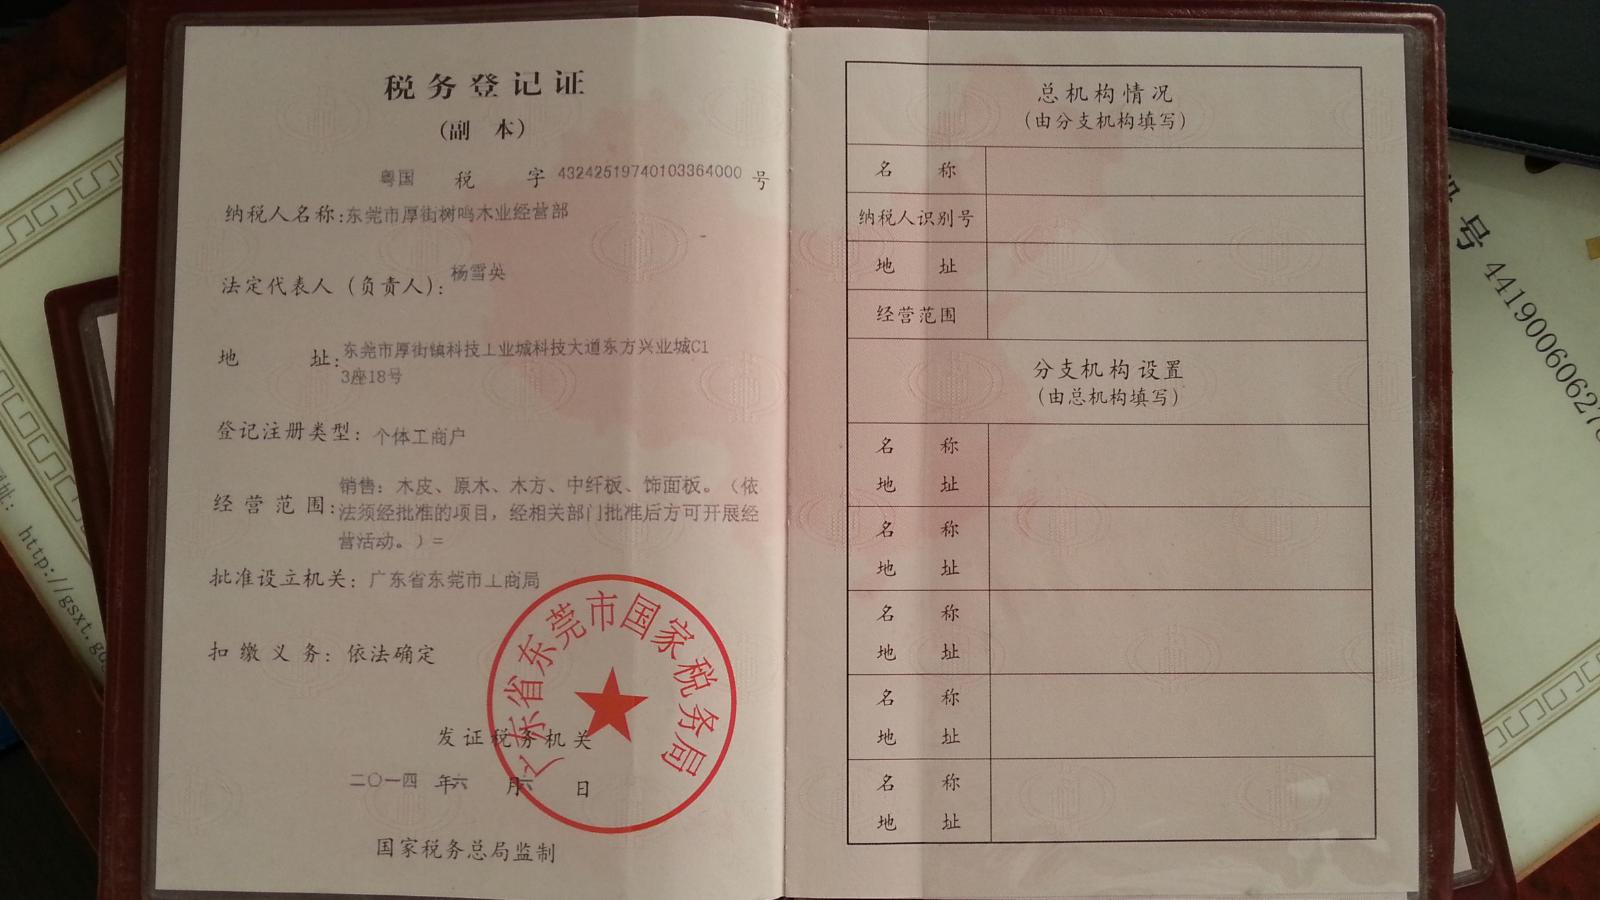 税务登记证
(副 本)
粤国 税 字 43242519740103364000 号
纳税人名称:东莞市厚街树鸣木业经营部
法定代表人(负责人):杨雪英
地 址:东莞市厚街镇科技工业城科技大道东方兴业城C1
3座18号
登记注册类型:个体工商户
经营范围:销售：木皮、原木、木方、中纤板、饰面板。（依
法须经批准的项目，经相关部门批准后方可开展经
营活动。）=
批准设立机关:广东省东莞市工商局
扣缴义务:依法确定
广东省东莞市国家税务局
发证税务机关
二〇一四 年六 月六 日
国家税务总局监制
总机构情况
(由分支机构填写)
名 称
纳税人识别号
地 址
经营范围
分支机构设置
(由总机构填写)
名 称
地 址
名 称
地 址
名 称
地 址
名 称
地 址
名 称
地 址
号 4419006062
址: http://gsxt.gd